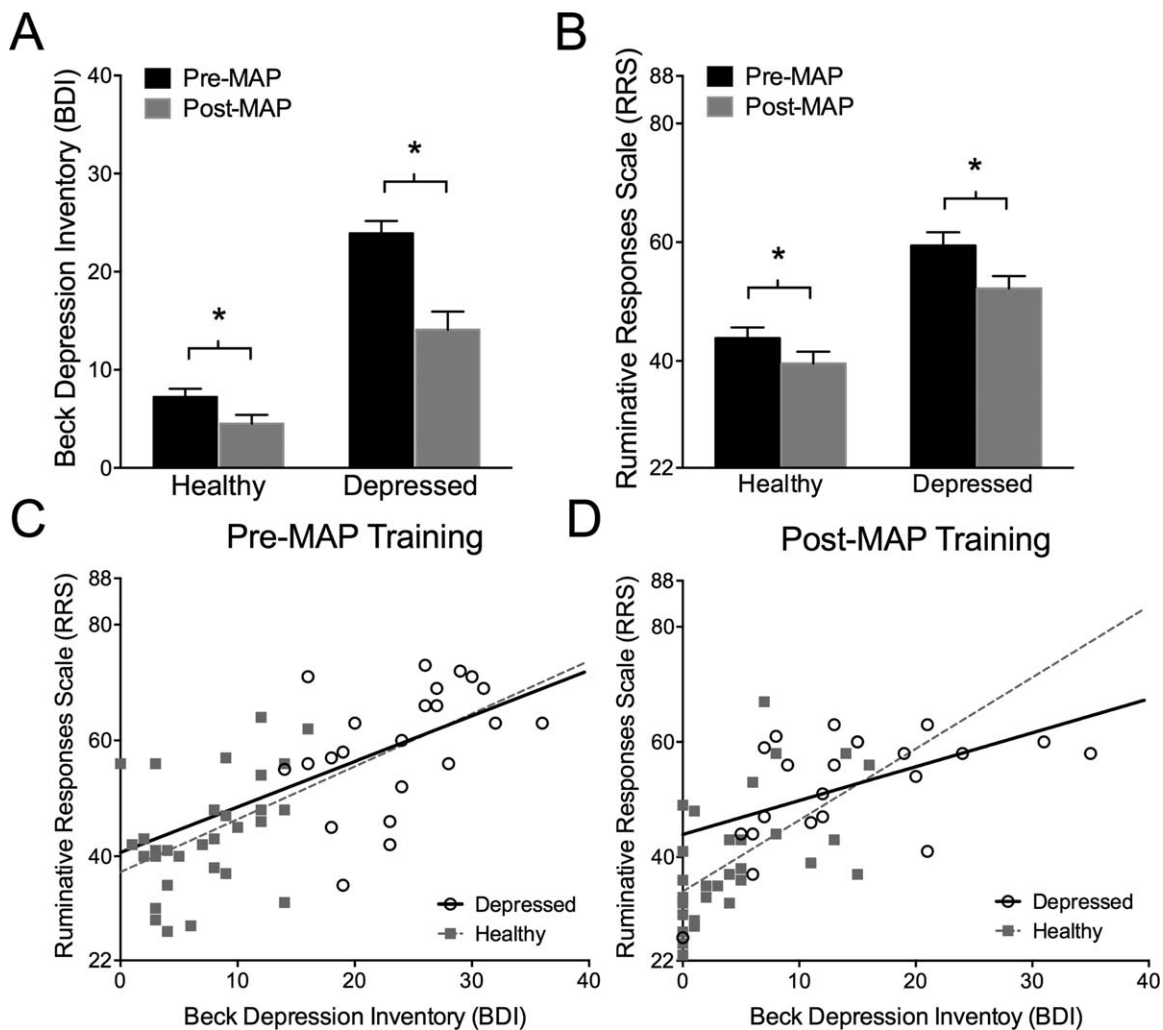 A
Beck Depression Inventory (BDI)
40
30
20
10
0
Pre-MAP
Post-MAP
*
*
Healthy
Depressed
B
Ruminative Responses Scale (RRS)
88
80
60
40
22
Pre-MAP
Post-MAP
*
*
Healthy
Depressed
C
Pre-MAP Training
Ruminative Responses Scale (RRS)
88
80
60
40
22
Depressed
Healthy
0 10 20 30 40
Beck Depression Inventory (BDI)
D
Post-MAP Training
Ruminative Responses Scale (RRS)
88
80
60
40
22
Depressed
Healthy
0 10 20 30 40
Beck Depression Inventoy (BDI)